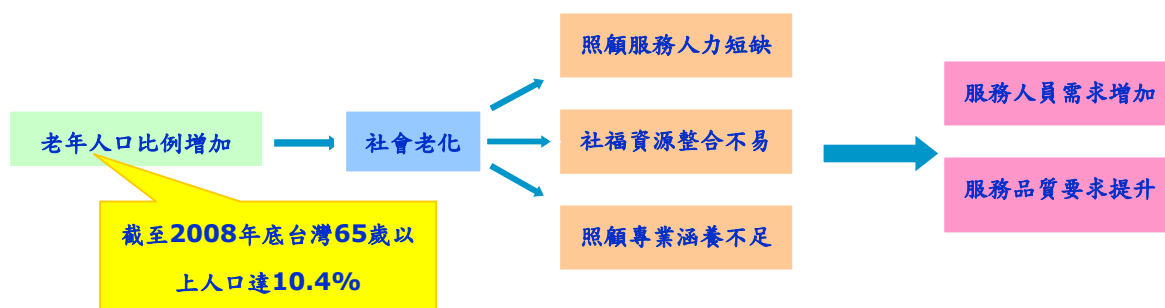 老年人口比例增加
截至2008年底台灣65歲以
上人口達10.4%
社會老化
照顧服務人力短缺
社福資源整合不易
照顧專業涵養不足
服務人員需求增加
服務品質要求提升